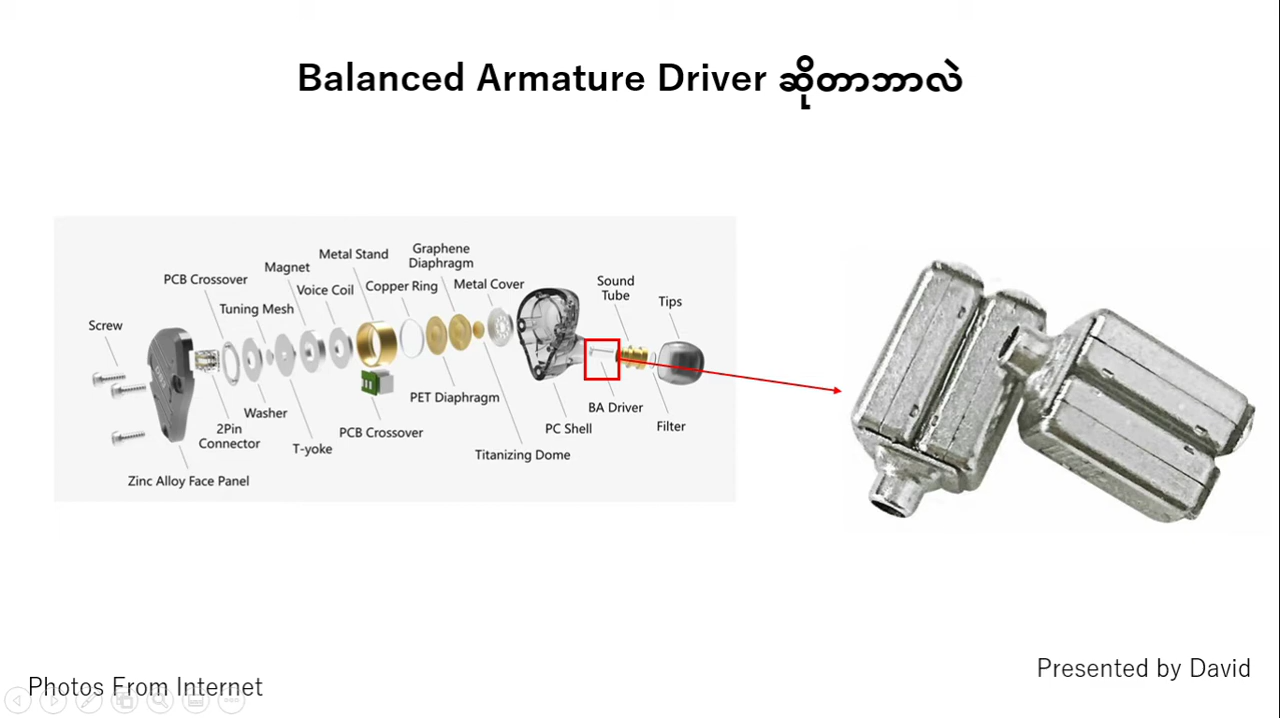 Balanced Armature Driver ဆိုတာဘာလဲ
Metal Stand
Graphene
Diaphragm
PCB Crossover
Magnet
Voice Coil
Copper Ring
Metal Cover
Sound
Tube
Tips
Tuning Mesh
Screw
Washer
2Pin
Connector
T-yoke
PCB Crossover
PET Diaphragm
Titanizing Dome
PC Shell
BA Driver
Filter
Zinc Alloy Face Panel
Photos From Internet
Presented by David